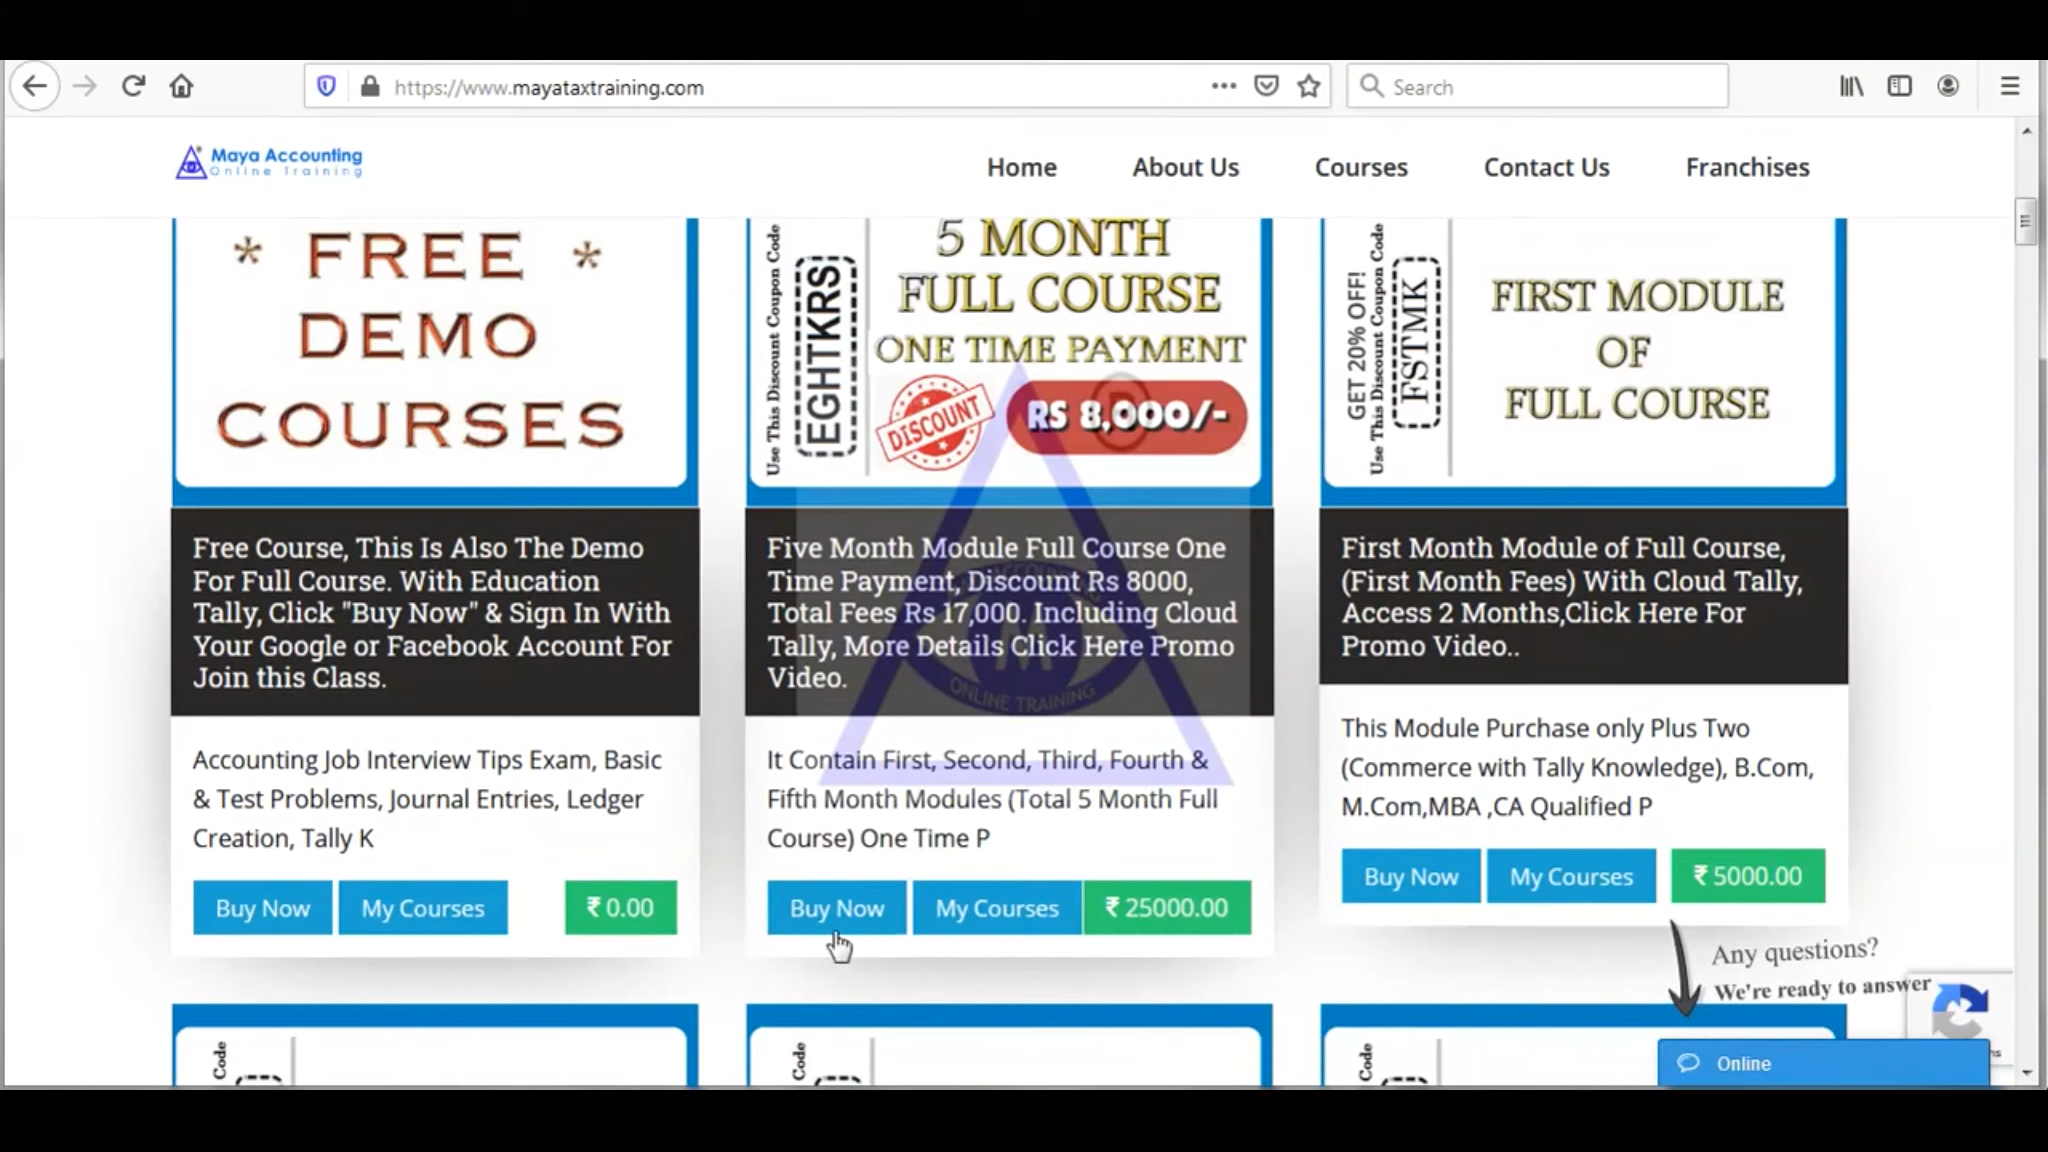 https://www.mayataxtraining.com
Search
Maya Accounting
Online Training
Home
About Us
Courses
Contact Us
Franchises
* FREE *
DEMO
COURSES
Use This Discount Coupon Code
EGHTKRS
5 MONTH
FULL COURSE
ONE TIME PAYMENT
DISCOUNT
RS 8,000/-
GET 20% OFF!
Use This Discount Coupon Code
FSTMK
FIRST MODULE
OF
FULL COURSE
Free Course, This Is Also The Demo
For Full Course. With Education
Tally, Click "Buy Now" & Sign In With
Your Google or Facebook Account For
Join this Class.
Accounting Job Interview Tips Exam, Basic
& Test Problems, Journal Entries, Ledger
Creation, Tally K
Buy Now
My Courses
₹ 0.00
Five Month Module Full Course One
Time Payment, Discount Rs 8000,
Total Fees Rs 17,000. Including Cloud
Tally, More Details Click Here Promo
Video.
ONLINE TRAINING
It Contain First, Second, Third, Fourth &
Fifth Month Modules (Total 5 Month Full
Course) One Time P
Buy Now
My Courses
₹ 25000.00
First Month Module of Full Course,
(First Month Fees) With Cloud Tally,
Access 2 Months,Click Here For
Promo Video..
This Module Purchase only Plus Two
(Commerce with Tally Knowledge), B.Com,
M.Com,MBA ,CA Qualified P
Buy Now
My Courses
₹ 5000.00
Any questions?
We're ready to answer
Code
Code
Code
Online